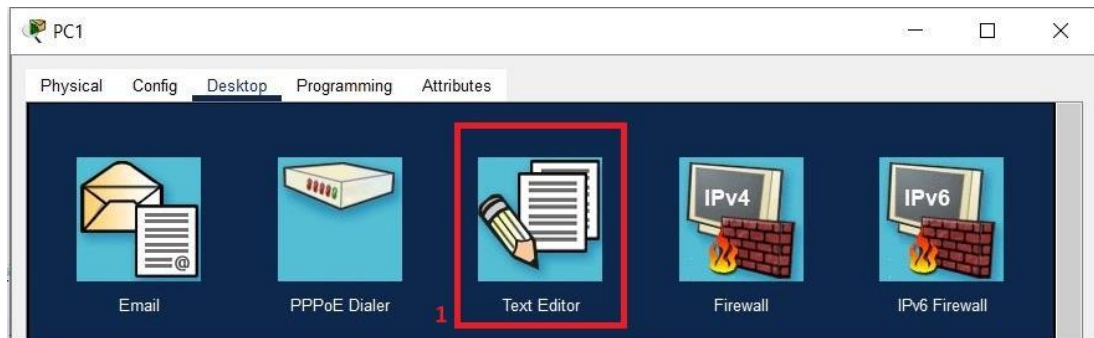 PC1
Physical Config Desktop Programming Attributes
IPv4 IPv6
@
Email PPPoE Dialer 1 Text Editor Firewall IPv6 Firewall